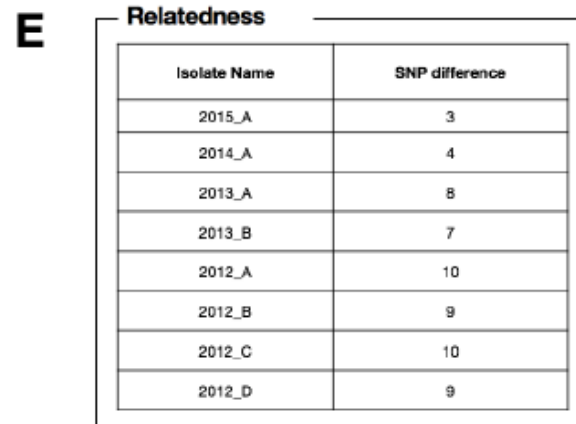 E
Relatedness
Isolate Name SNP difference
2015_A 3
2014_A 4
2013_A 8
2013_B 7
2012_A 10
2012_B 9
2012_C 10
2012_D 9